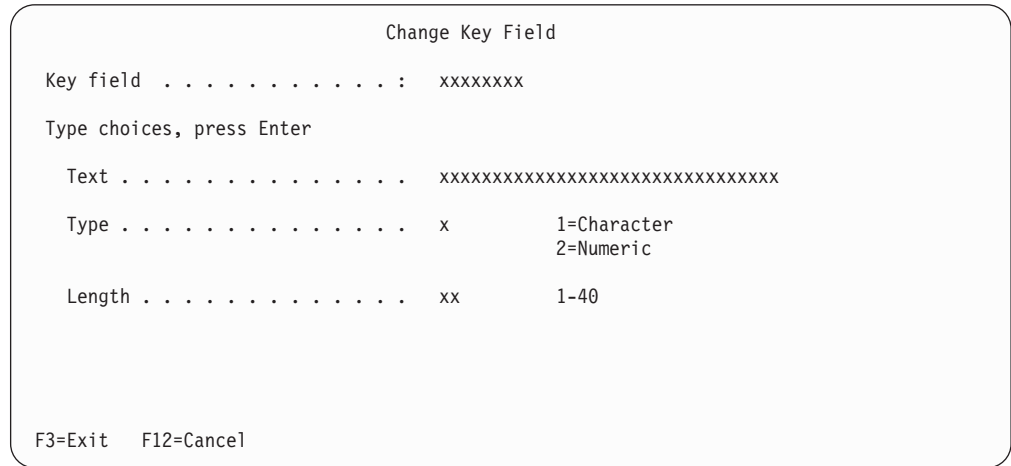 Change Key Field
Key field . . . . . . . . . . . : xxxxxxxx
Type choices, press Enter
Text . . . . . . . . . . . . . . xxxxxxxxxxxxxxxxxxxxxxxxxxxxxxxx
Type . . . . . . . . . . . . . . x 1=Character
2=Numeric
Length . . . . . . . . . . . . . xx 1-40
F3=Exit F12=Cancel